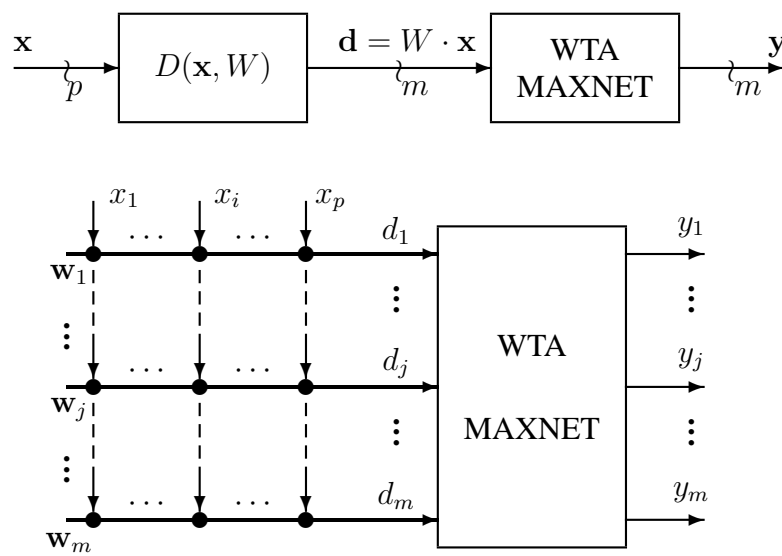 x p D(x, W) d = W · x m WTA MAXNET m y
x₁ xᵢ xₚ
... ... d₁ y₁
w₁
⋮ ⋮ ⋮
WTA
... ... dⱼ yⱼ
wⱼ
MAXNET
⋮ ⋮ ⋮
... ... dₘ yₘ
wₘ